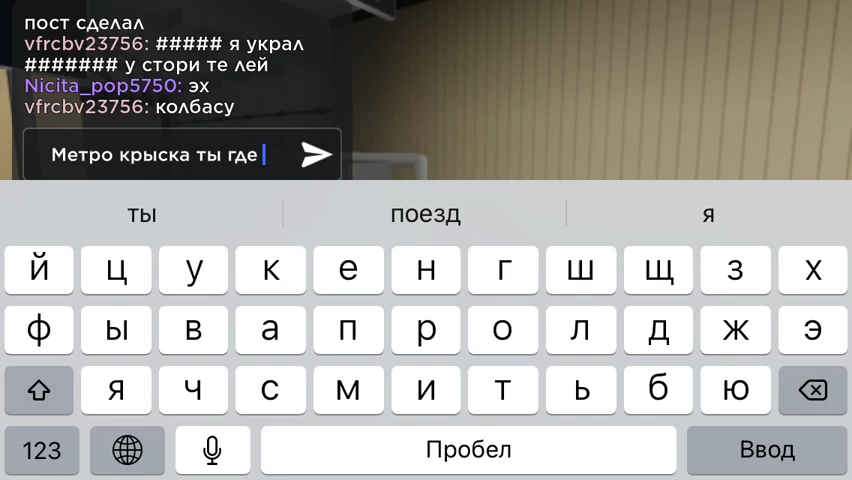 пост сделал
vfrcbv23756: ##### я украл
####### у стори те лей
Nicita_pop5750: эх
vfrcbv23756: колбасу
Метро крыска ты где
ты поезд я
й ц у к е н г ш щ з х
ф ы в а п р о л д ж э
я ч с м и т ь б ю
123 Пробел Ввод